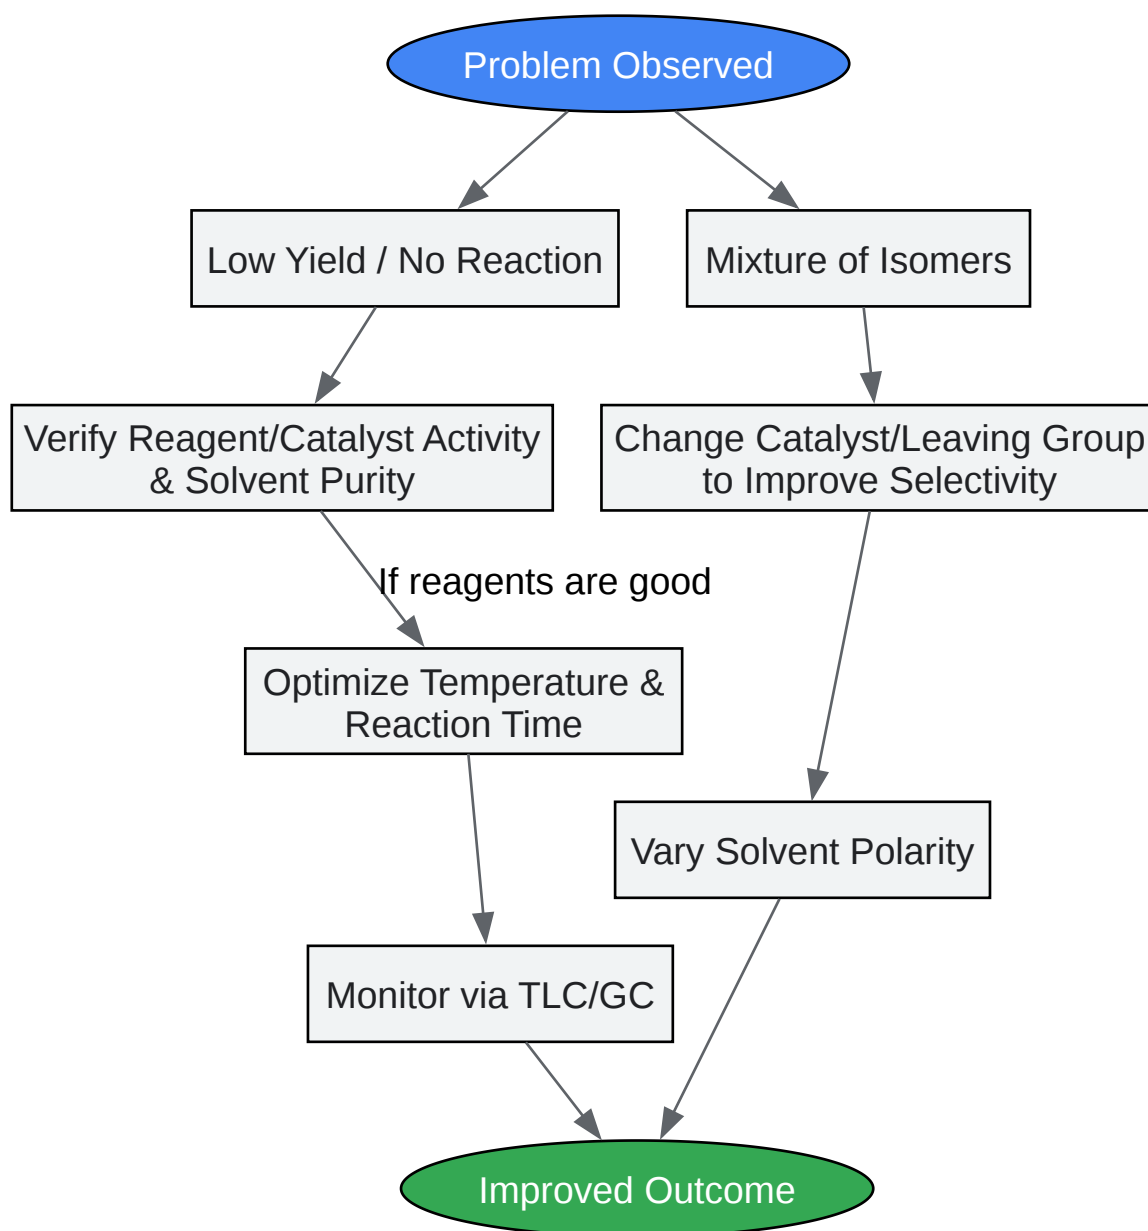 Problem Observed
Low Yield / No Reaction
Mixture of Isomers
Verify Reagent/Catalyst Activity
& Solvent Purity
Change Catalyst/Leaving Group
to Improve Selectivity
If reagents are good
Optimize Temperature &
Reaction Time
Vary Solvent Polarity
Monitor via TLC/GC
Improved Outcome